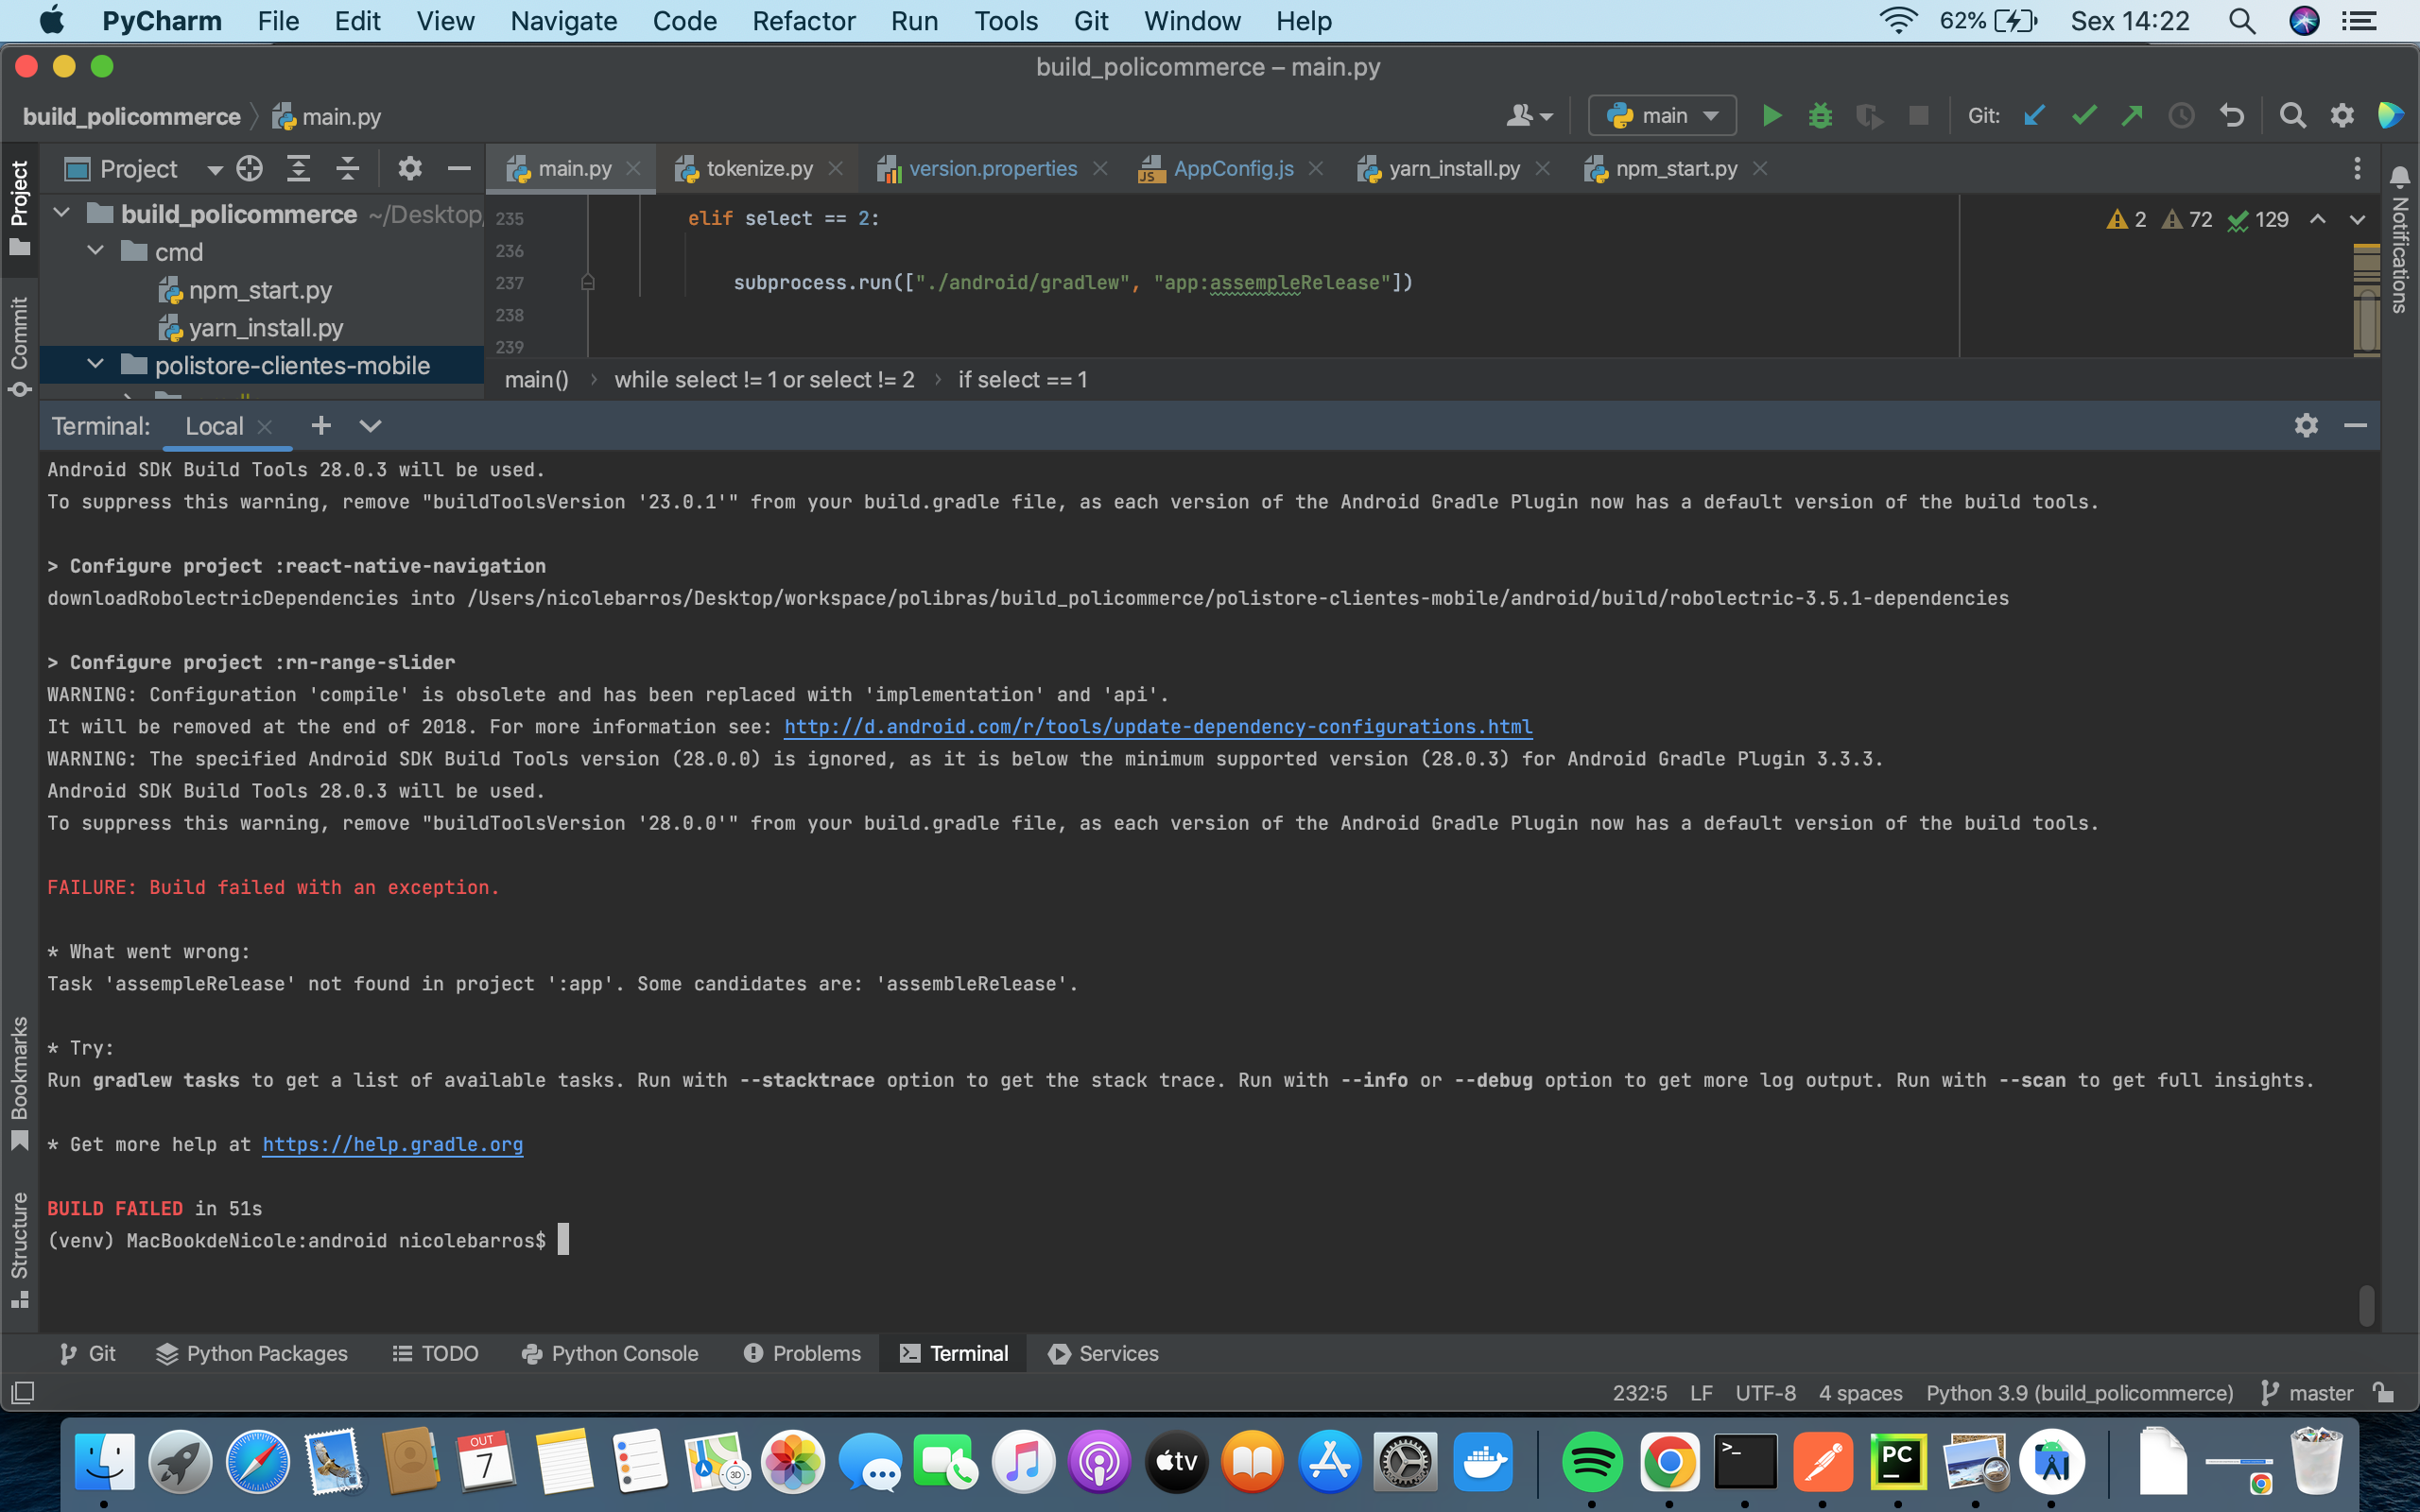 PyCharm File Edit View Navigate Code Refactor Run Tools Git Window Help 62% Sex 14:22
build_policommerce – main.py
build_policommerce main.py main Git:
Project main.py tokenize.py version.properties AppConfig.js yarn_install.py npm_start.py
Project
Commit
Bookmarks
Structure
Notifications
build_policommerce ~/Desktop/
cmd
npm_start.py
yarn_install.py
polistore-clientes-mobile
235 elif select == 2:
236
237 subprocess.run(["./android/gradlew", "app:assempleRelease"])
238
239
2 72 129
main() › while select != 1 or select != 2 › if select == 1
Terminal: Local
Android SDK Build Tools 28.0.3 will be used.
To suppress this warning, remove "buildToolsVersion '23.0.1'" from your build.gradle file, as each version of the Android Gradle Plugin now has a default version of the build tools.
> Configure project :react-native-navigation
downloadRobolectricDependencies into /Users/nicolebarros/Desktop/workspace/polibras/build_policommerce/polistore-clientes-mobile/android/build/robolectric-3.5.1-dependencies
> Configure project :rn-range-slider
WARNING: Configuration 'compile' is obsolete and has been replaced with 'implementation' and 'api'.
It will be removed at the end of 2018. For more information see: http://d.android.com/r/tools/update-dependency-configurations.html
WARNING: The specified Android SDK Build Tools version (28.0.0) is ignored, as it is below the minimum supported version (28.0.3) for Android Gradle Plugin 3.3.3.
Android SDK Build Tools 28.0.3 will be used.
To suppress this warning, remove "buildToolsVersion '28.0.0'" from your build.gradle file, as each version of the Android Gradle Plugin now has a default version of the build tools.
FAILURE: Build failed with an exception.
* What went wrong:
Task 'assempleRelease' not found in project ':app'. Some candidates are: 'assembleRelease'.
* Try:
Run gradlew tasks to get a list of available tasks. Run with --stacktrace option to get the stack trace. Run with --info or --debug option to get more log output. Run with --scan to get full insights.
* Get more help at https://help.gradle.org
BUILD FAILED in 51s
(venv) MacBookdeNicole:android nicolebarros$
Git Python Packages TODO Python Console Problems Terminal Services
232:5 LF UTF-8 4 spaces Python 3.9 (build_policommerce) master
OUT
7
3D
tv
>_
PC